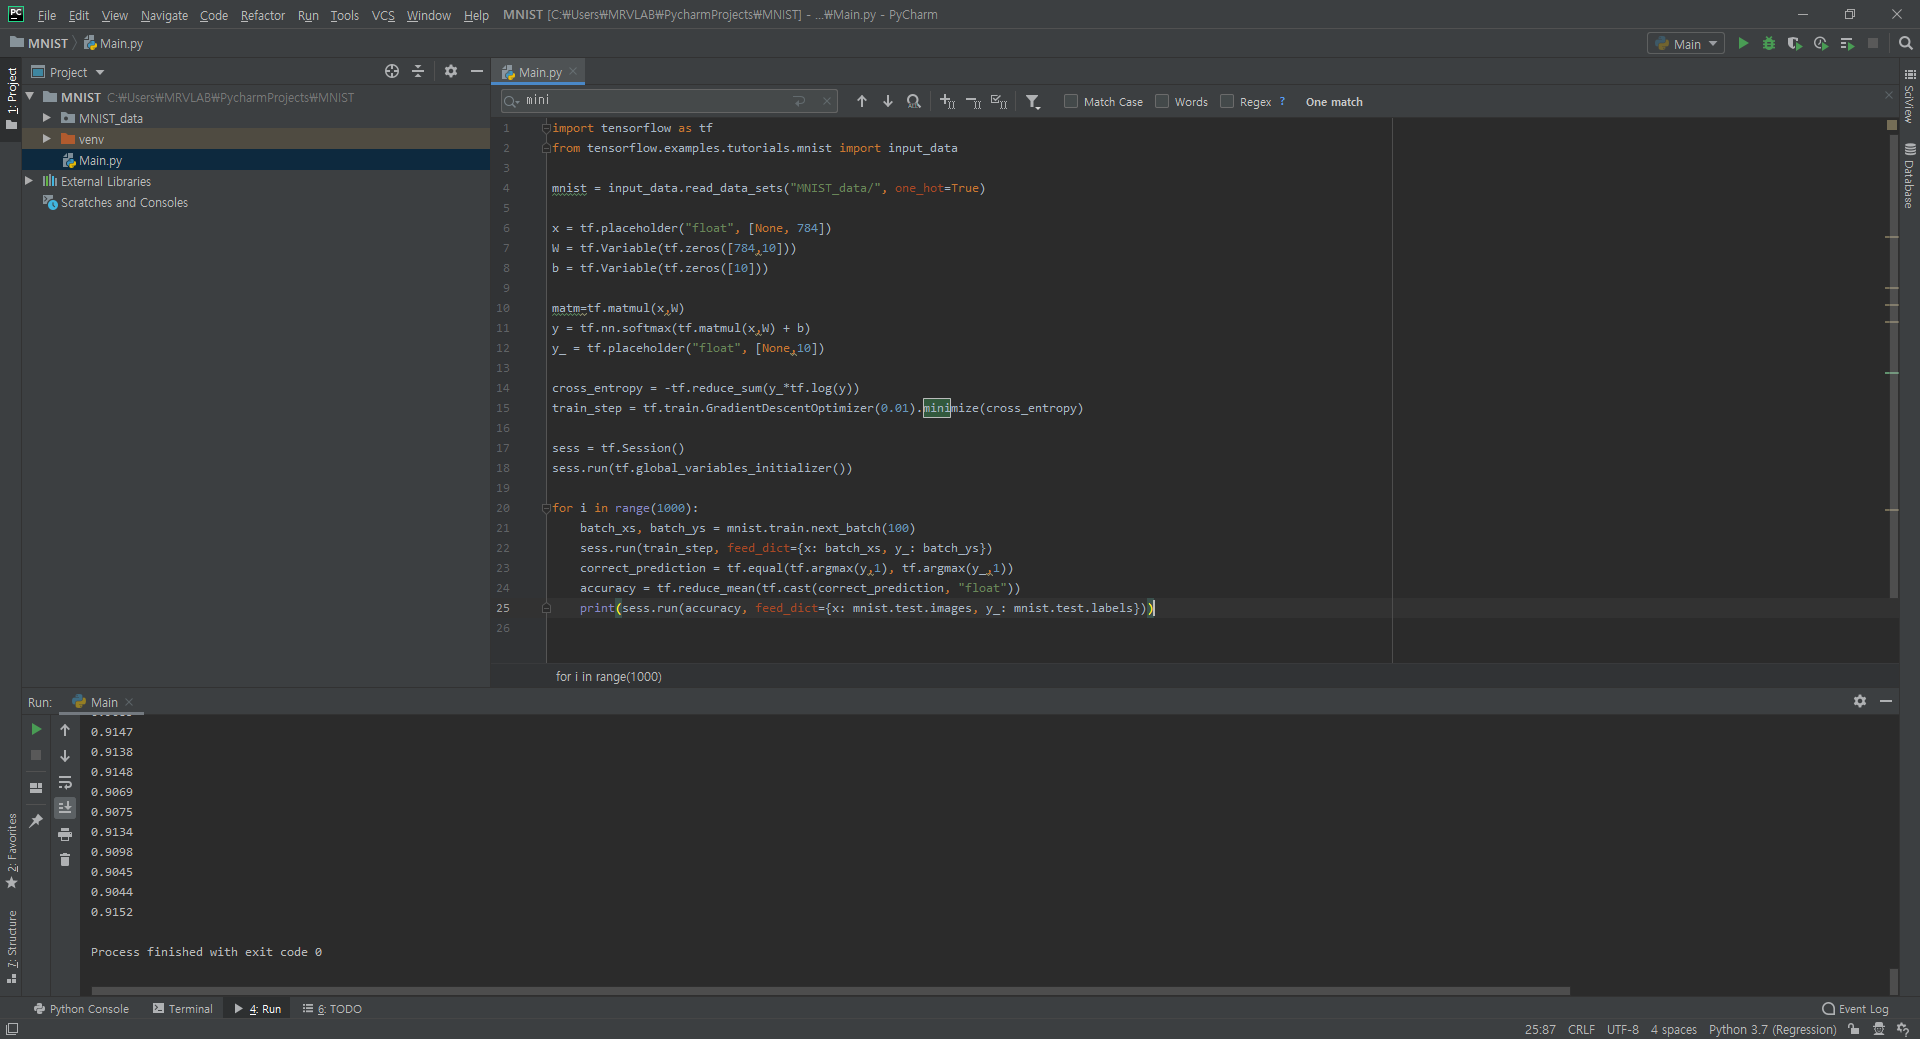 PC File Edit View Navigate Code Refactor Run Tools VCS Window Help MNIST [C:₩Users₩MRVLAB₩PycharmProjects₩MNIST] - ...₩Main.py - PyCharm
MNIST Main.py Main
Project
Main.py
1: Project
mini Match Case Words Regex ? One match
MNIST C:₩Users₩MRVLAB₩PycharmProjects₩MNIST
MNIST_data
venv
Main.py
External Libraries
Scratches and Consoles
SciView
Database
1 import tensorflow as tf
2 from tensorflow.examples.tutorials.mnist import input_data
3
4 mnist = input_data.read_data_sets("MNIST_data/", one_hot=True)
5
6 x = tf.placeholder("float", [None, 784])
7 W = tf.Variable(tf.zeros([784,10]))
8 b = tf.Variable(tf.zeros([10]))
9
10 matm=tf.matmul(x,W)
11 y = tf.nn.softmax(tf.matmul(x,W) + b)
12 y_ = tf.placeholder("float", [None,10])
13
14 cross_entropy = -tf.reduce_sum(y_*tf.log(y))
15 train_step = tf.train.GradientDescentOptimizer(0.01).minimize(cross_entropy)
16
17 sess = tf.Session()
18 sess.run(tf.global_variables_initializer())
19
20 for i in range(1000):
21 batch_xs, batch_ys = mnist.train.next_batch(100)
22 sess.run(train_step, feed_dict={x: batch_xs, y_: batch_ys})
23 correct_prediction = tf.equal(tf.argmax(y,1), tf.argmax(y_,1))
24 accuracy = tf.reduce_mean(tf.cast(correct_prediction, "float"))
25 print(sess.run(accuracy, feed_dict={x: mnist.test.images, y_: mnist.test.labels}))
26
for i in range(1000)
Run: Main
0.9147
0.9138
0.9148
0.9069
0.9075
0.9134
0.9098
0.9045
0.9044
0.9152
Process finished with exit code 0
2: Favorites
7: Structure
Python Console Terminal 4: Run 6: TODO Event Log
25:87 CRLF UTF-8 4 spaces Python 3.7 (Regression)